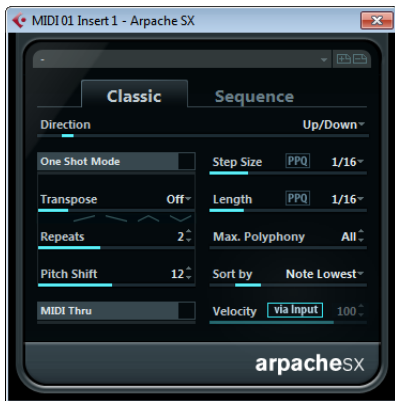 MIDI 01 Insert 1 - Arpache SX
-
Classic Sequence
Direction Up/Down
One Shot Mode Step Size PPQ 1/16
Transpose Off Length PPQ 1/16
Repeats 2 Max. Polyphony All
Pitch Shift 12 Sort by Note Lowest
MIDI Thru Velocity via Input 100
arpacheSX